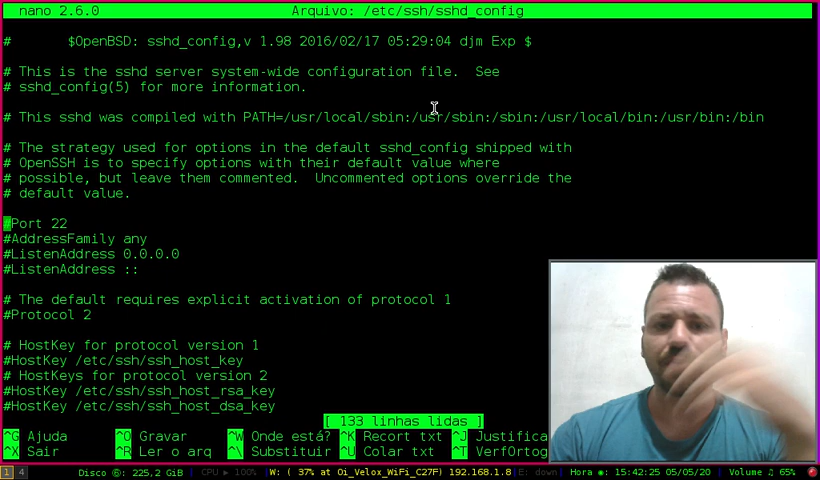 nano 2.6.0 Arquivo: /etc/ssh/sshd_config
# $OpenBSD: sshd_config,v 1.98 2016/02/17 05:29:04 djm Exp $
# This is the sshd server system-wide configuration file. See
# sshd_config(5) for more information.
# This sshd was compiled with PATH=/usr/local/sbin:/usr/sbin:/sbin:/usr/local/bin:/usr/bin:/bin
# The strategy used for options in the default sshd_config shipped with
# OpenSSH is to specify options with their default value where
# possible, but leave them commented. Uncommented options override the
# default value.
#Port 22
#AddressFamily any
#ListenAddress 0.0.0.0
#ListenAddress ::
# The default requires explicit activation of protocol 1
#Protocol 2
# HostKey for protocol version 1
#HostKey /etc/ssh/ssh_host_key
# HostKeys for protocol version 2
#HostKey /etc/ssh/ssh_host_rsa_key
#HostKey /etc/ssh/ssh_host_dsa_key
[ 133 linhas lidas ]
^G Ajuda ^O Gravar ^W Onde está? ^K Recort txt ^J Justifica
^X Sair ^R Ler o arq ^\ Substituir ^U Colar txt ^T VerfOrtog
1 4 Disco : 225,2 GiB CPU ▶ 100% W: ( 37% at Oi_Velox_WiFi_C27F) 192.168.1.8 E: down Hora : 15:42:25 05/05/20 Volume ♫ 65%